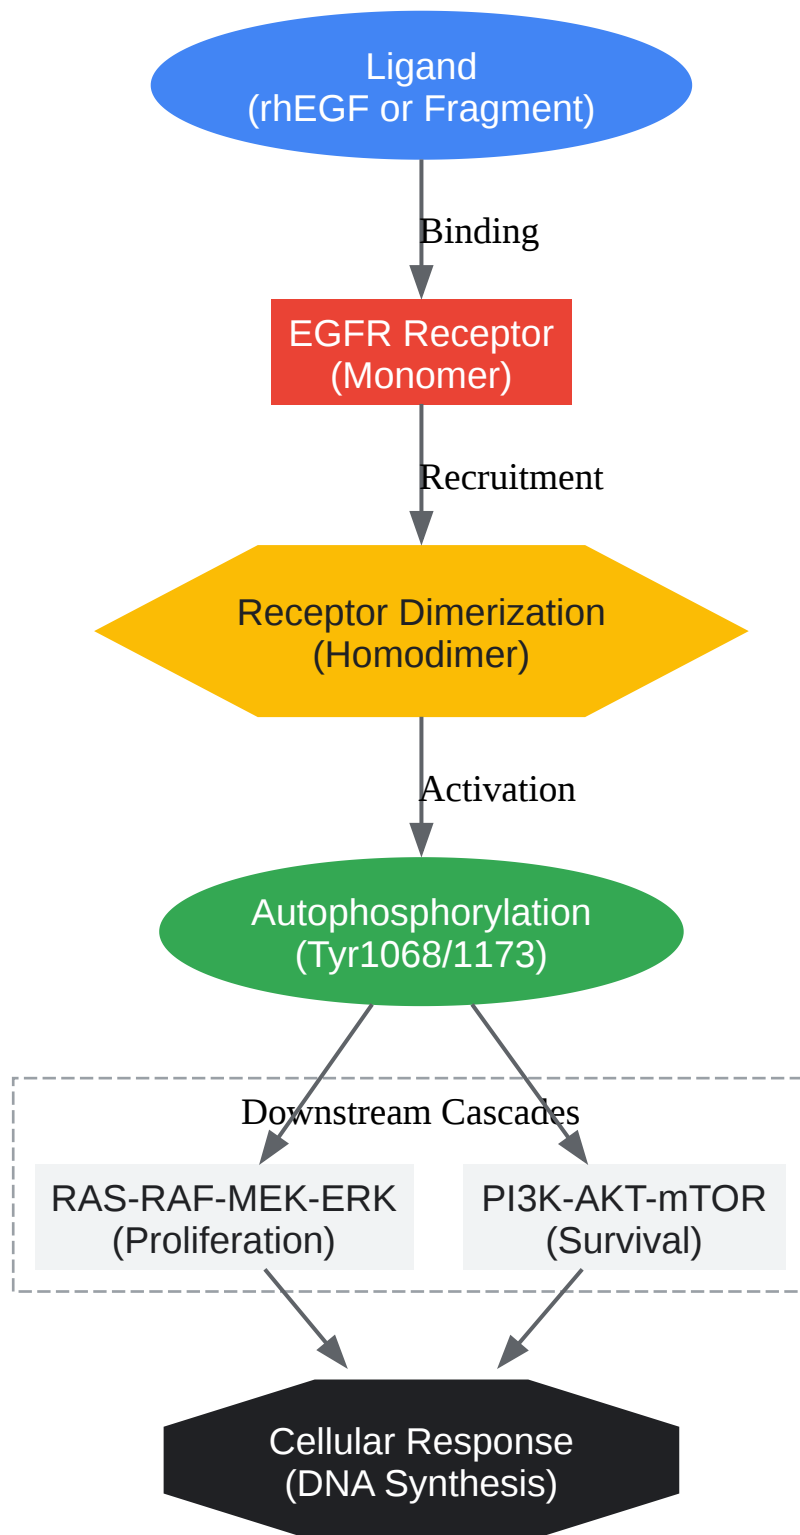 Ligand
(rhEGF or Fragment)
Binding
EGFR Receptor
(Monomer)
Recruitment
Receptor Dimerization
(Homodimer)
Activation
Autophosphorylation
(Tyr1068/1173)
Downstream Cascades
RAS-RAF-MEK-ERK
(Proliferation)
PI3K-AKT-mTOR
(Survival)
Cellular Response
(DNA Synthesis)